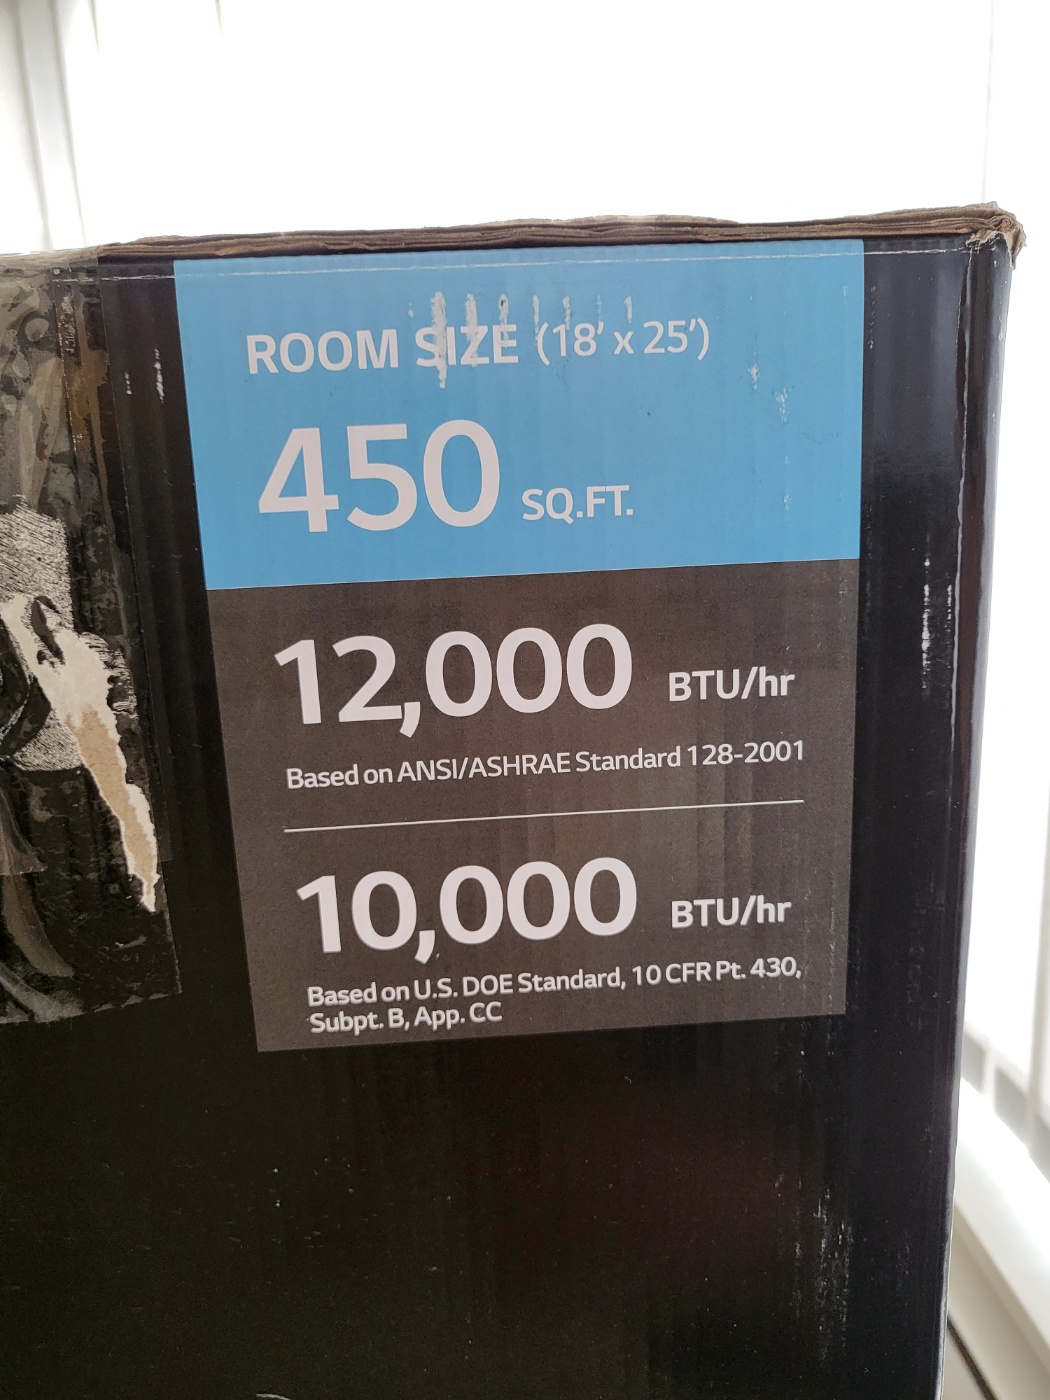 ROOM SIZE (18' x 25')
450 SQ.FT.
12,000 BTU/hr
Based on ANSI/ASHRAE Standard 128-2001
10,000 BTU/hr
Based on U.S. DOE Standard, 10 CFR Pt. 430,
Subpt. B, App. CC